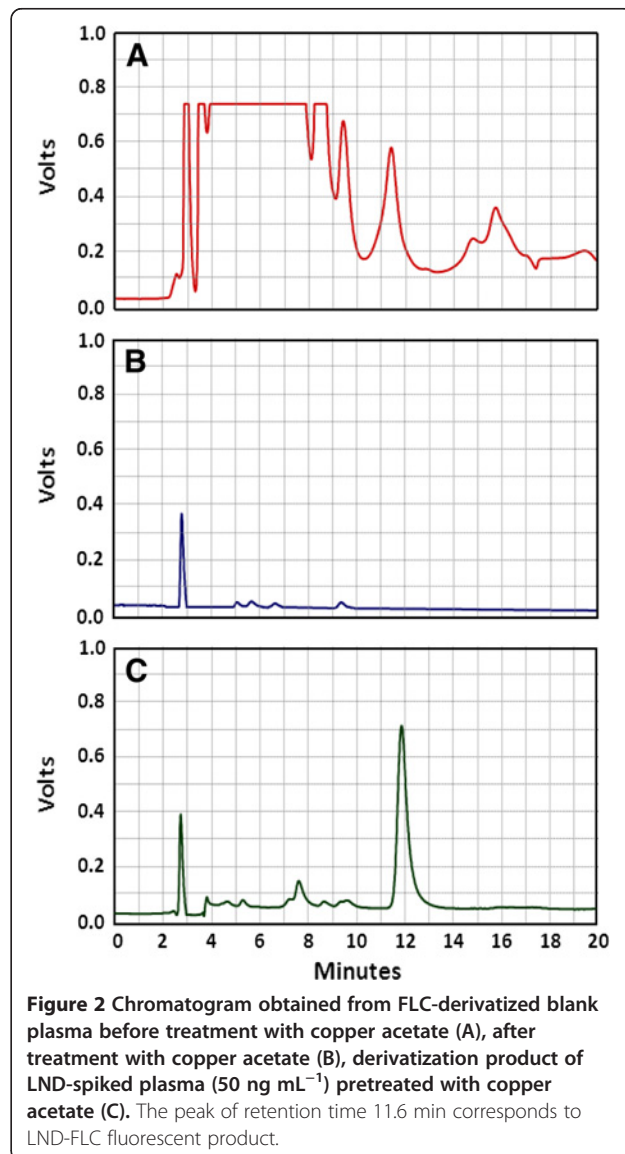 1.0
A
0.8
0.6
Volts
0.4
0.2
0.0
1.0
B
0.8
0.6
Volts
0.4
0.2
0.0
1.0
C
0.8
0.6
Volts
0.4
0.2
0.0
0 2 4 6 8 10 12 14 16 18 20
Minutes
Figure 2 Chromatogram obtained from FLC-derivatized blank
plasma before treatment with copper acetate (A), after
treatment with copper acetate (B), derivatization product of
LND-spiked plasma (50 ng mL⁻¹) pretreated with copper
acetate (C). The peak of retention time 11.6 min corresponds to
LND-FLC fluorescent product.